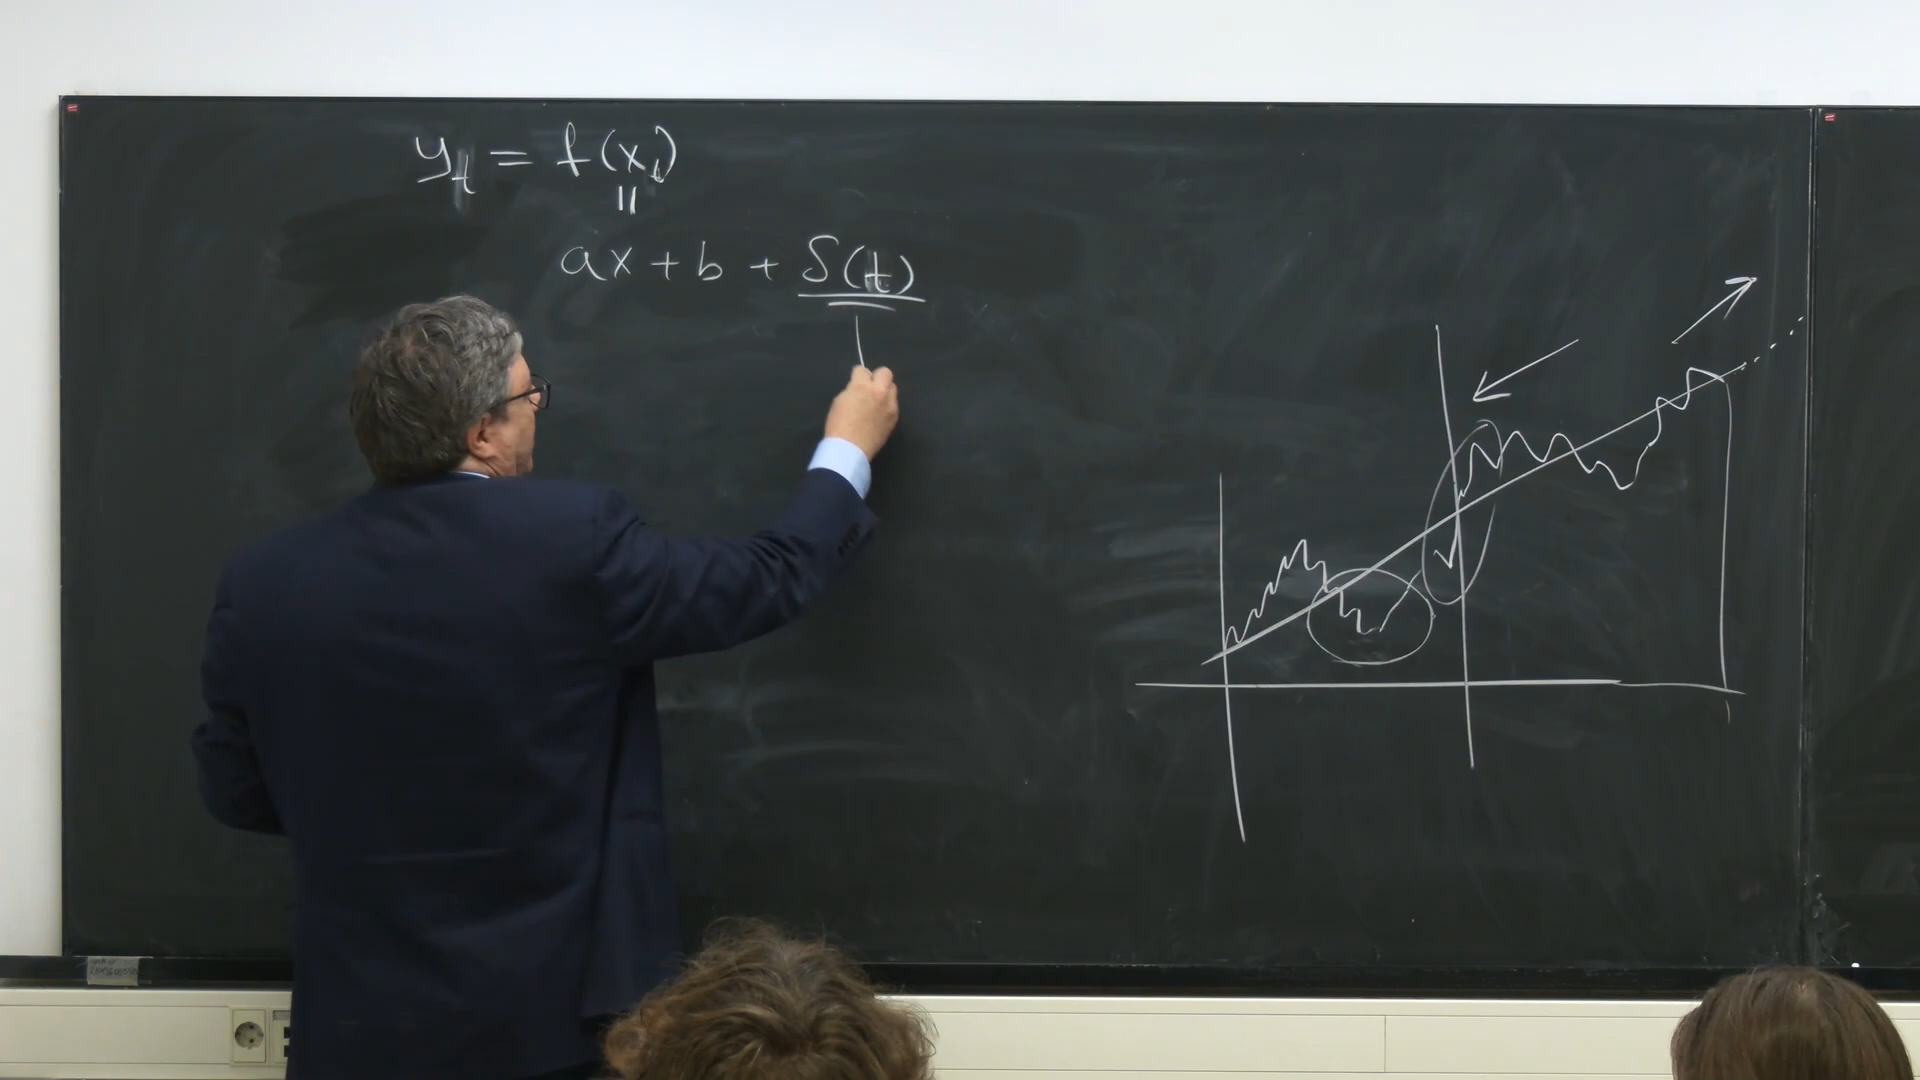 y_t = f(x_t)
||
ax + b + S(t)